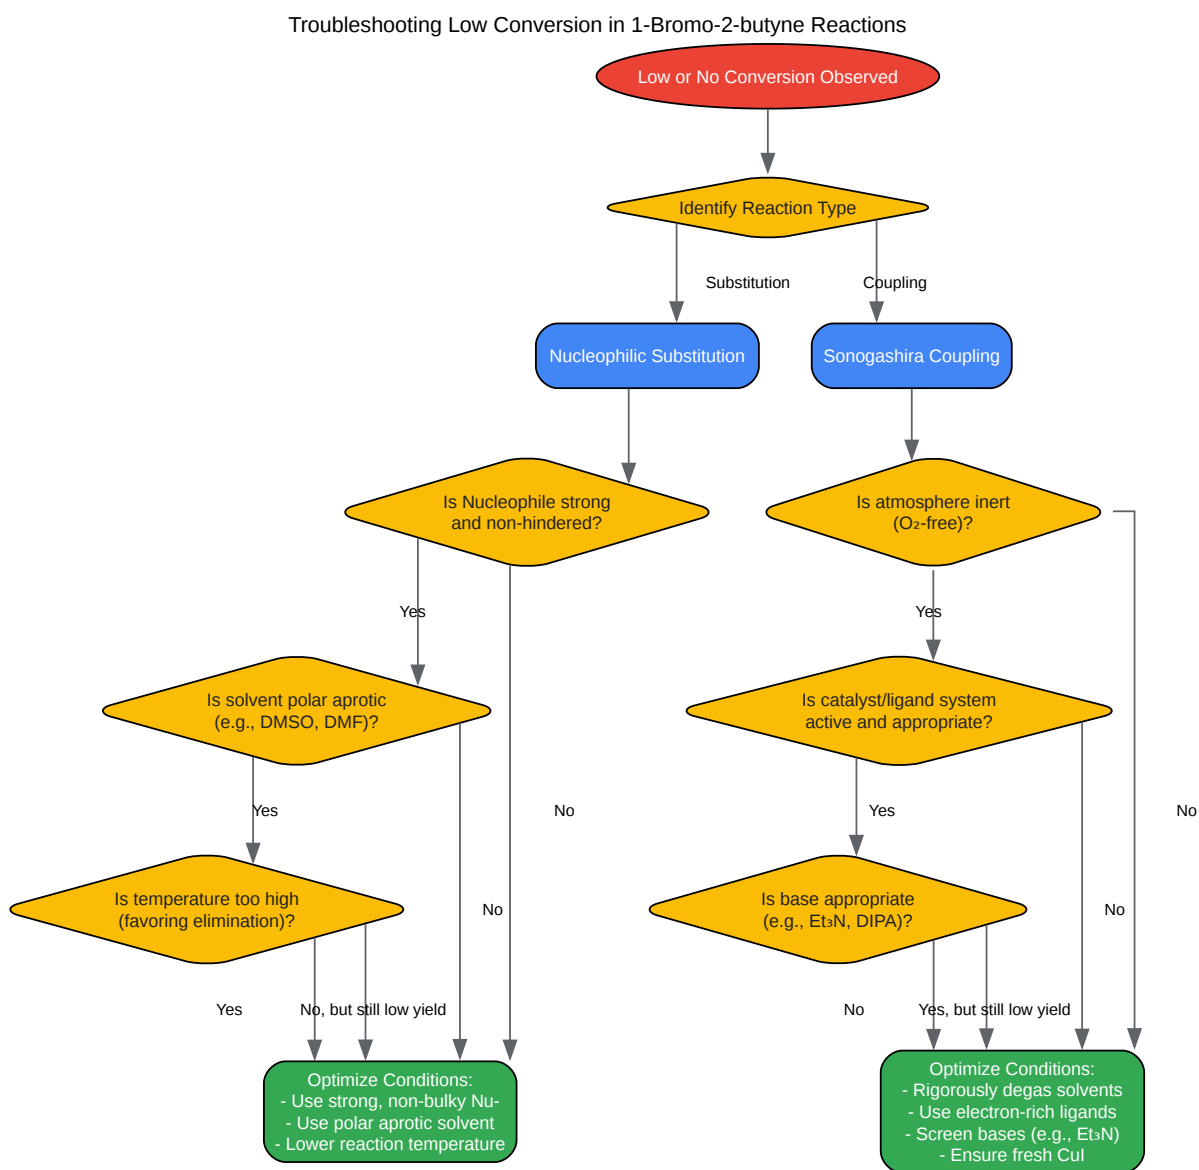 Troubleshooting Low Conversion in 1-Bromo-2-butyne Reactions
Low or No Conversion Observed
Identify Reaction Type
Substitution
Coupling
Nucleophilic Substitution
Sonogashira Coupling
Is Nucleophile strong
and non-hindered?
Is atmosphere inert
(O₂-free)?
Yes
Yes
Is solvent polar aprotic
(e.g., DMSO, DMF)?
Is catalyst/ligand system
active and appropriate?
Yes
No
Yes
No
Is temperature too high
(favoring elimination)?
No
Is base appropriate
(e.g., Et₃N, DIPA)?
No
Yes
No, but still low yield
No
Yes, but still low yield
Optimize Conditions:
- Use strong, non-bulky Nu-
- Use polar aprotic solvent
- Lower reaction temperature
Optimize Conditions:
- Rigorously degas solvents
- Use electron-rich ligands
- Screen bases (e.g., Et₃N)
- Ensure fresh CuI